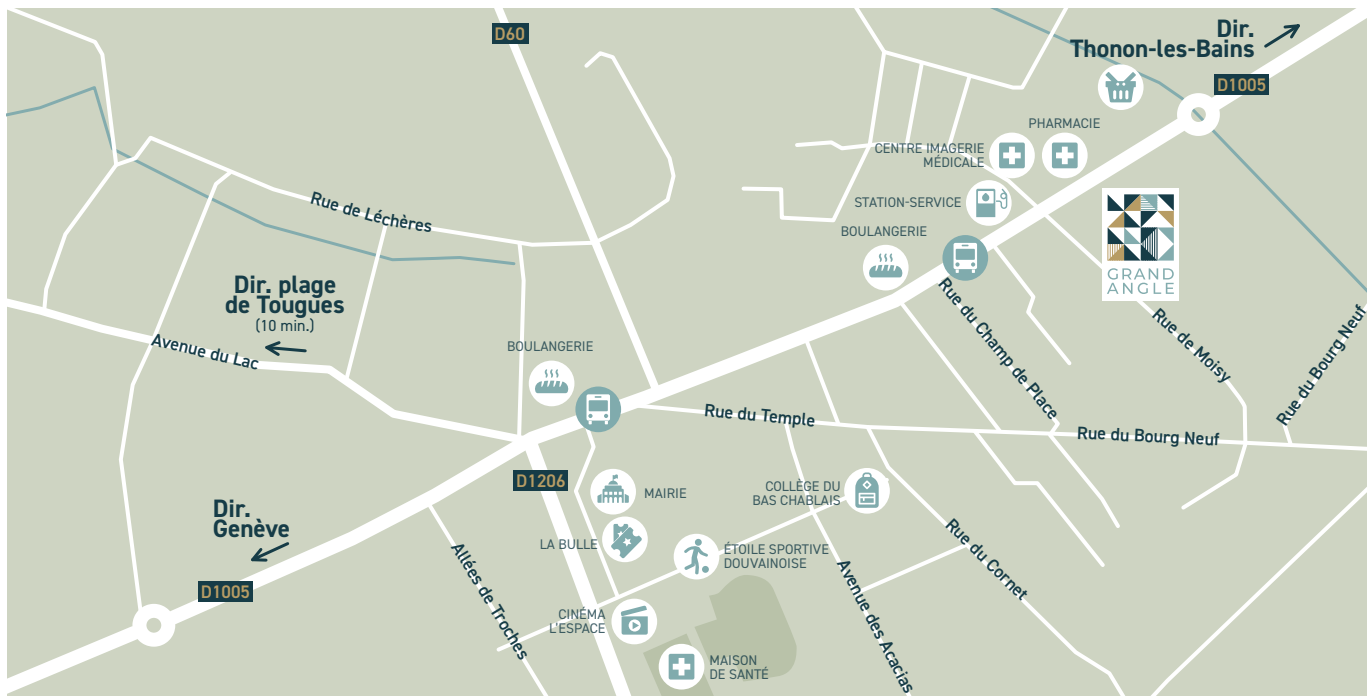 D60
Dir.
Thonon-les-Bains
D1005
PHARMACIE
CENTRE IMAGERIE
MÉDICALE
STATION-SERVICE
BOULANGERIE
GRAND
ANGLE
Rue de Léchères
Dir. plage
de Tougues
(10 min.)
Avenue du Lac
BOULANGERIE
Rue du Champ de Place
Rue de Moisy
Rue du Bourg Neuf
Rue du Temple
Rue du Bourg Neuf
D1206
MAIRIE
COLLÈGE DU
BAS CHABLAIS
Dir.
Genève
LA BULLE
ÉTOILE SPORTIVE
DOUVAINOISE
Rue du Cornet
D1005
Allées de Troches
Avenue des Acacias
CINÉMA
L'ESPACE
MAISON
DE SANTÉ